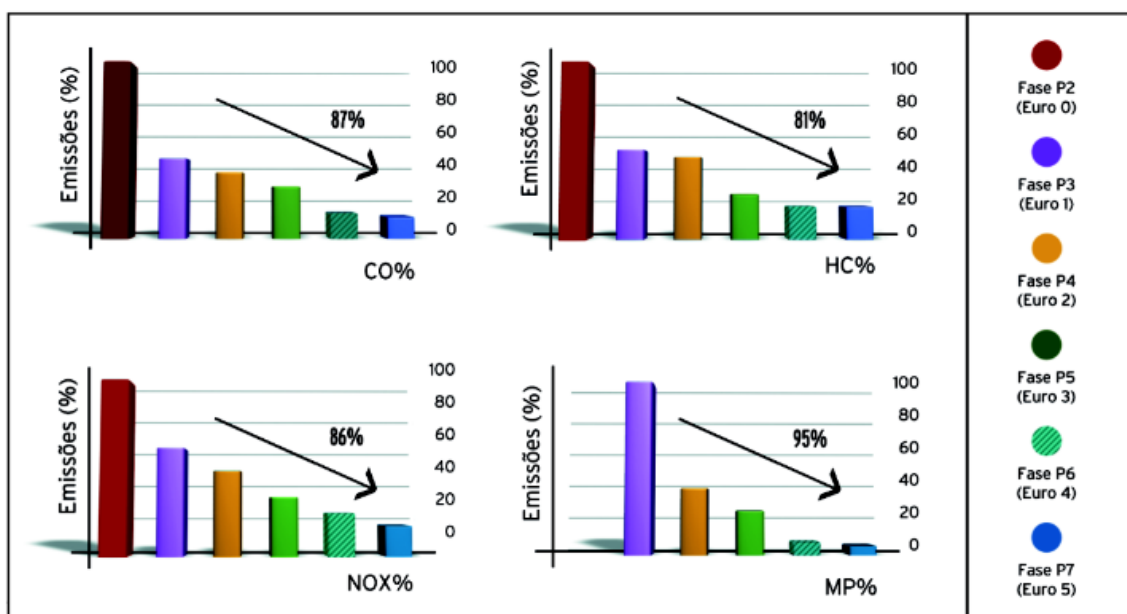 Emissões (%)
100
80
60
40
20
0
87%
CO%
Emissões (%)
100
80
60
40
20
0
81%
HC%
Emissões (%)
100
80
60
40
20
0
86%
NOX%
Emissões (%)
100
80
60
40
20
0
95%
MP%
Fase P2
(Euro 0)
Fase P3
(Euro 1)
Fase P4
(Euro 2)
Fase P5
(Euro 3)
Fase P6
(Euro 4)
Fase P7
(Euro 5)